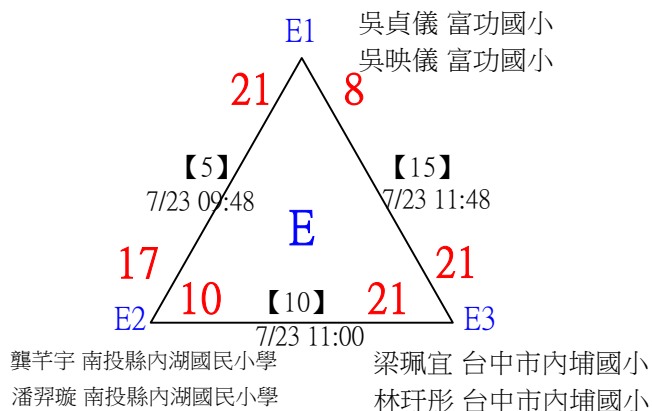 E1
吳貞儀 富功國小
吳映儀 富功國小
21
8
【5】
7/23 09:48
【15】
7/23 11:48
E
17
21
10
【10】
21
E2
7/23 11:00
E3
龔芊宇 南投縣內湖國民小學
潘羿璇 南投縣內湖國民小學
梁珮宜 台中市內埔國小
林玗彤 台中市內埔國小